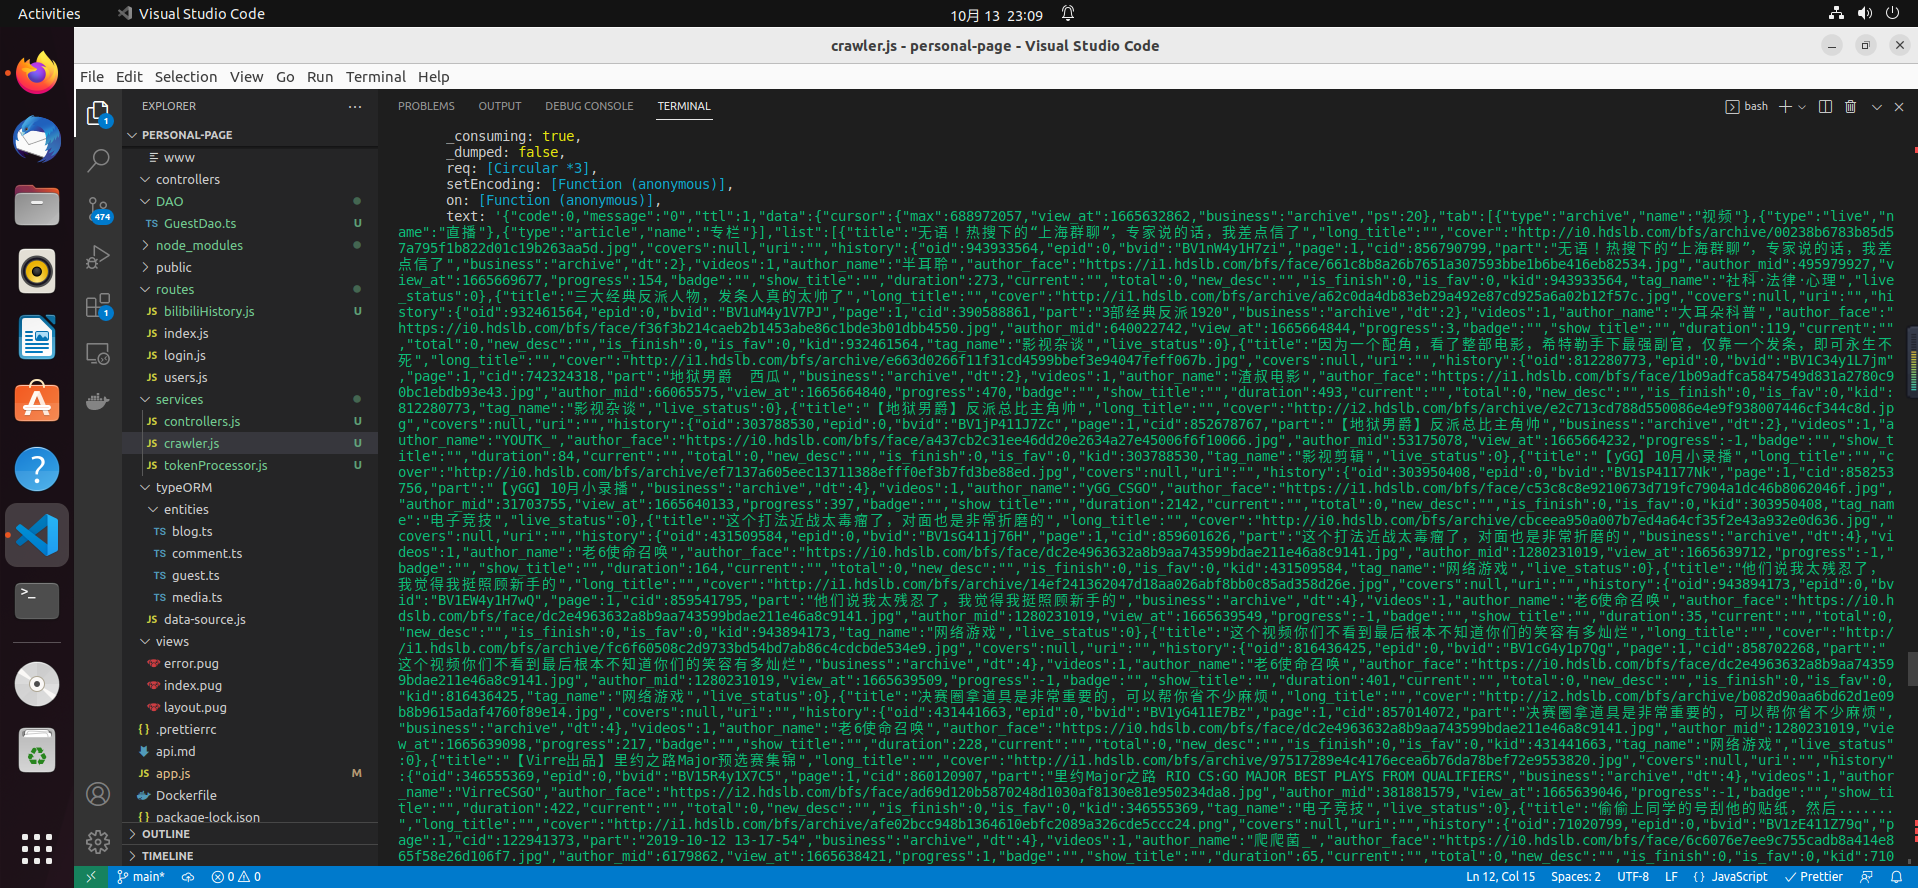 Activities
Visual Studio Code
10月 13 23:09
crawler.js - personal-page - Visual Studio Code
File Edit Selection View Go Run Terminal Help
EXPLORER
PROBLEMS OUTPUT DEBUG CONSOLE TERMINAL
bash
PERSONAL-PAGE
www
controllers
DAO
TS GuestDao.ts U
node_modules
public
routes
JS bilibiliHistory.js U
JS index.js
JS login.js
JS users.js
services
JS controllers.js U
JS crawler.js U
JS tokenProcessor.js U
typeORM
entities
TS blog.ts
TS comment.ts
TS guest.ts
TS media.ts
JS data-source.js
views
error.pug
index.pug
layout.pug
{} .prettierrc
api.md
JS app.js M
Dockerfile
{} package-lock.json
OUTLINE
TIMELINE
1
474
1
_consuming: true,
_dumped: false,
req: [Circular *3],
setEncoding: [Function (anonymous)],
on: [Function (anonymous)],
text: '{"code":0,"message":"0","ttl":1,"data":{"cursor":{"max":688972057,"view_at":1665632862,"business":"archive","ps":20},"tab":[{"type":"archive","name":"视频"},{"type":"live","n
ame":"直播"},{"type":"article","name":"专栏"}],"list":[{"title":"无语！热搜下的“上海群聊”，专家说的话，我差点信了","long_title":"","cover":"http://i0.hdslb.com/bfs/archive/00238b6783b85d5
7a795f1b822d01c19b263aa5d.jpg","covers":null,"uri":"","history":{"oid":943933564,"epid":0,"bvid":"BV1nW4y1H7zi","page":1,"cid":856790799,"part":"无语！热搜下的“上海群聊”，专家说的话，我差
点信了","business":"archive","dt":2},"videos":1,"author_name":"半耳聆","author_face":"https://i1.hdslb.com/bfs/face/661c8b8a26b7651a307593bbe1b6be416eb82534.jpg","author_mid":495979927,"v
iew_at":1665669677,"progress":154,"badge":"","show_title":"","duration":273,"current":"","total":0,"new_desc":"","is_finish":0,"is_fav":0,"kid":943933564,"tag_name":"社科·法律·心理","live
_status":0},{"title":"三大经典反派人物，发条人真的太帅了","long_title":"","cover":"http://i1.hdslb.com/bfs/archive/a62c0da4db83eb29a492e87cd925a6a02b12f57c.jpg","covers":null,"uri":"","hi
story":{"oid":932461564,"epid":0,"bvid":"BV1uM4y1V7PJ","page":1,"cid":390588861,"part":"3部经典反派1920","business":"archive","dt":2},"videos":1,"author_name":"大耳朵科普","author_face":"
https://i0.hdslb.com/bfs/face/f36f3b214caeb2b1453abe86c1bde3b01dbb4550.jpg","author_mid":640022742,"view_at":1665664844,"progress":3,"badge":"","show_title":"","duration":119,"current":""
,"total":0,"new_desc":"","is_finish":0,"is_fav":0,"kid":932461564,"tag_name":"影视杂谈","live_status":0},{"title":"因为一个配角，看了整部电影，希特勒手下最强副官，仅靠一个发条，即可永生不
死","long_title":"","cover":"http://i1.hdslb.com/bfs/archive/e663d0266f11f31cd4599bbef3e94047feff067b.jpg","covers":null,"uri":"","history":{"oid":812280773,"epid":0,"bvid":"BV1C34y1L7jm"
,"page":1,"cid":742324318,"part":"地狱男爵 西瓜","business":"archive","dt":2},"videos":1,"author_name":"渣叔电影","author_face":"https://i1.hdslb.com/bfs/face/1b09adfca5847549d831a2780c9
0bc1ebdb93e43.jpg","author_mid":66065575,"view_at":1665664840,"progress":470,"badge":"","show_title":"","duration":493,"current":"","total":0,"new_desc":"","is_finish":0,"is_fav":0,"kid":
812280773,"tag_name":"影视杂谈","live_status":0},{"title":"【地狱男爵】反派总比主角帅","long_title":"","cover":"http://i2.hdslb.com/bfs/archive/e2c713cd788d550086e4e9f938007446cf344c8d.jp
g","covers":null,"uri":"","history":{"oid":303788530,"epid":0,"bvid":"BV1jP411J7Zc","page":1,"cid":852678767,"part":"【地狱男爵】反派总比主角帅","business":"archive","dt":2},"videos":1,"a
uthor_name":"YOUTK_","author_face":"https://i0.hdslb.com/bfs/face/a437cb2c31ee46dd20e2634a27e45006f6f10066.jpg","author_mid":53175078,"view_at":1665664232,"progress":-1,"badge":"","show_t
itle":"","duration":84,"current":"","total":0,"new_desc":"","is_finish":0,"is_fav":0,"kid":303788530,"tag_name":"影视剪辑","live_status":0},{"title":"【yGG】10月小录播","long_title":"","c
over":"http://i0.hdslb.com/bfs/archive/ef7137a605eec13711388efff0ef3b7fd3be88ed.jpg","covers":null,"uri":"","history":{"oid":303950408,"epid":0,"bvid":"BV1sP41177Nk","page":1,"cid":858253
756,"part":"【yGG】10月小录播","business":"archive","dt":4},"videos":1,"author_name":"yGG_CSGO","author_face":"https://i1.hdslb.com/bfs/face/c53c8c8e9210673d719fc7904a1dc46b8062046f.jpg",
"author_mid":31703755,"view_at":1665640133,"progress":397,"badge":"","show_title":"","duration":2142,"current":"","total":0,"new_desc":"","is_finish":0,"is_fav":0,"kid":303950408,"tag_nam
e":"电子竞技","live_status":0},{"title":"这个打法近战太毒瘤了，对面也是非常折磨的","long_title":"","cover":"http://i0.hdslb.com/bfs/archive/cbceea950a007b7ed4a64cf35f2e43a932e0d636.jpg","
covers":null,"uri":"","history":{"oid":431509584,"epid":0,"bvid":"BV1sG411j76H","page":1,"cid":859601626,"part":"这个打法近战太毒瘤了，对面也是非常折磨的","business":"archive","dt":4},"vi
deos":1,"author_name":"老6使命召唤","author_face":"https://i0.hdslb.com/bfs/face/dc2e4963632a8b9aa743599bdae211e46a8c9141.jpg","author_mid":1280231019,"view_at":1665639712,"progress":-1,
"badge":"","show_title":"","duration":164,"current":"","total":0,"new_desc":"","is_finish":0,"is_fav":0,"kid":431509584,"tag_name":"网络游戏","live_status":0},{"title":"他们说我太残忍了，
我觉得我挺照顾新手的","long_title":"","cover":"http://i2.hdslb.com/bfs/archive/14ef241362047d18aa026abf8bb0c85ad358d26e.jpg","covers":null,"uri":"","history":{"oid":943894173,"epid":0,"b
vid":"BV1EW4y1H7wQ","page":1,"cid":859541795,"part":"他们说我太残忍了，我觉得我挺照顾新手的","business":"archive","dt":4},"videos":1,"author_name":"老6使命召唤","author_face":"https://i0.h
dslb.com/bfs/face/dc2e4963632a8b9aa743599bdae211e46a8c9141.jpg","author_mid":1280231019,"view_at":1665639549,"progress":-1,"badge":"","show_title":"","duration":35,"current":"","total":0,
"new_desc":"","is_finish":0,"is_fav":0,"kid":943894173,"tag_name":"网络游戏","live_status":0},{"title":"这个视频你们不看到最后根本不知道你们的笑容有多灿烂","long_title":"","cover":"http:/
/i1.hdslb.com/bfs/archive/fc6f60508c2d9733bd54bd7ab86c4cdcbde534e9.jpg","covers":null,"uri":"","history":{"oid":816436425,"epid":0,"bvid":"BV1cG4y1p7Qg","page":1,"cid":858702268,"part":"
这个视频你们不看到最后根本不知道你们的笑容有多灿烂","business":"archive","dt":4},"videos":1,"author_name":"老6使命召唤","author_face":"https://i0.hdslb.com/bfs/face/dc2e4963632a8b9aa74359
9bdae211e46a8c9141.jpg","author_mid":1280231019,"view_at":1665639509,"progress":-1,"badge":"","show_title":"","duration":401,"current":"","total":0,"new_desc":"","is_finish":0,"is_fav":0,
"kid":816436425,"tag_name":"网络游戏","live_status":0},{"title":"决赛圈拿道具是非常重要的，可以帮你省不少麻烦","long_title":"","cover":"http://i2.hdslb.com/bfs/archive/b082d90aa6bd62d1e09
b8b9615adaf4760f89e14.jpg","covers":null,"uri":"","history":{"oid":431441663,"epid":0,"bvid":"BV1yG411E7Bz","page":1,"cid":857014072,"part":"决赛圈拿道具是非常重要的，可以帮你省不少麻烦",
"business":"archive","dt":4},"videos":1,"author_name":"老6使命召唤","author_face":"https://i0.hdslb.com/bfs/face/dc2e4963632a8b9aa743599bdae211e46a8c9141.jpg","author_mid":1280231019,"vie
w_at":1665639098,"progress":217,"badge":"","show_title":"","duration":228,"current":"","total":0,"new_desc":"","is_finish":0,"is_fav":0,"kid":431441663,"tag_name":"网络游戏","live_status"
:0},{"title":"【Virre出品】里约之路Major预选赛集锦","long_title":"","cover":"http://i1.hdslb.com/bfs/archive/97517289e4c4176ecea6b76da78bef72e9553820.jpg","covers":null,"uri":"","history"
:{"oid":346555369,"epid":0,"bvid":"BV15R4y1X7C5","page":1,"cid":860120907,"part":"里约Major之路 RIO CS:GO MAJOR BEST PLAYS FROM QUALIFIERS","business":"archive","dt":4},"videos":1,"author
_name":"VirreCSGO","author_face":"https://i2.hdslb.com/bfs/face/ad69d120b5870248d1030af8130e81e950234da8.jpg","author_mid":381881579,"view_at":1665639046,"progress":-1,"badge":"","show_ti
tle":"","duration":422,"current":"","total":0,"new_desc":"","is_finish":0,"is_fav":0,"kid":346555369,"tag_name":"电子竞技","live_status":0},{"title":"偷偷上同学的号刮他的贴纸，然后........
","long_title":"","cover":"http://i1.hdslb.com/bfs/archive/afe02bcc948b1364610ebfc2089a326cde5ccc24.png","covers":null,"uri":"","history":{"oid":71020799,"epid":0,"bvid":"BV1zE411Z79q","p
age":1,"cid":122941373,"part":"2019-10-12 13-17-54","business":"archive","dt":4},"videos":1,"author_name":"爬爬菌_","author_face":"https://i0.hdslb.com/bfs/face/6c6076e7ee9c755cadb8a414e8
65f58e26d106f7.jpg","author_mid":6179862,"view_at":1665638421,"progress":1,"badge":"","show_title":"","duration":65,"current":"","total":0,"new_desc":"","is_finish":0,"is_fav":0,"kid":710
main* 0 0
Ln 12, Col 15 Spaces: 2 UTF-8 LF {} JavaScript Prettier